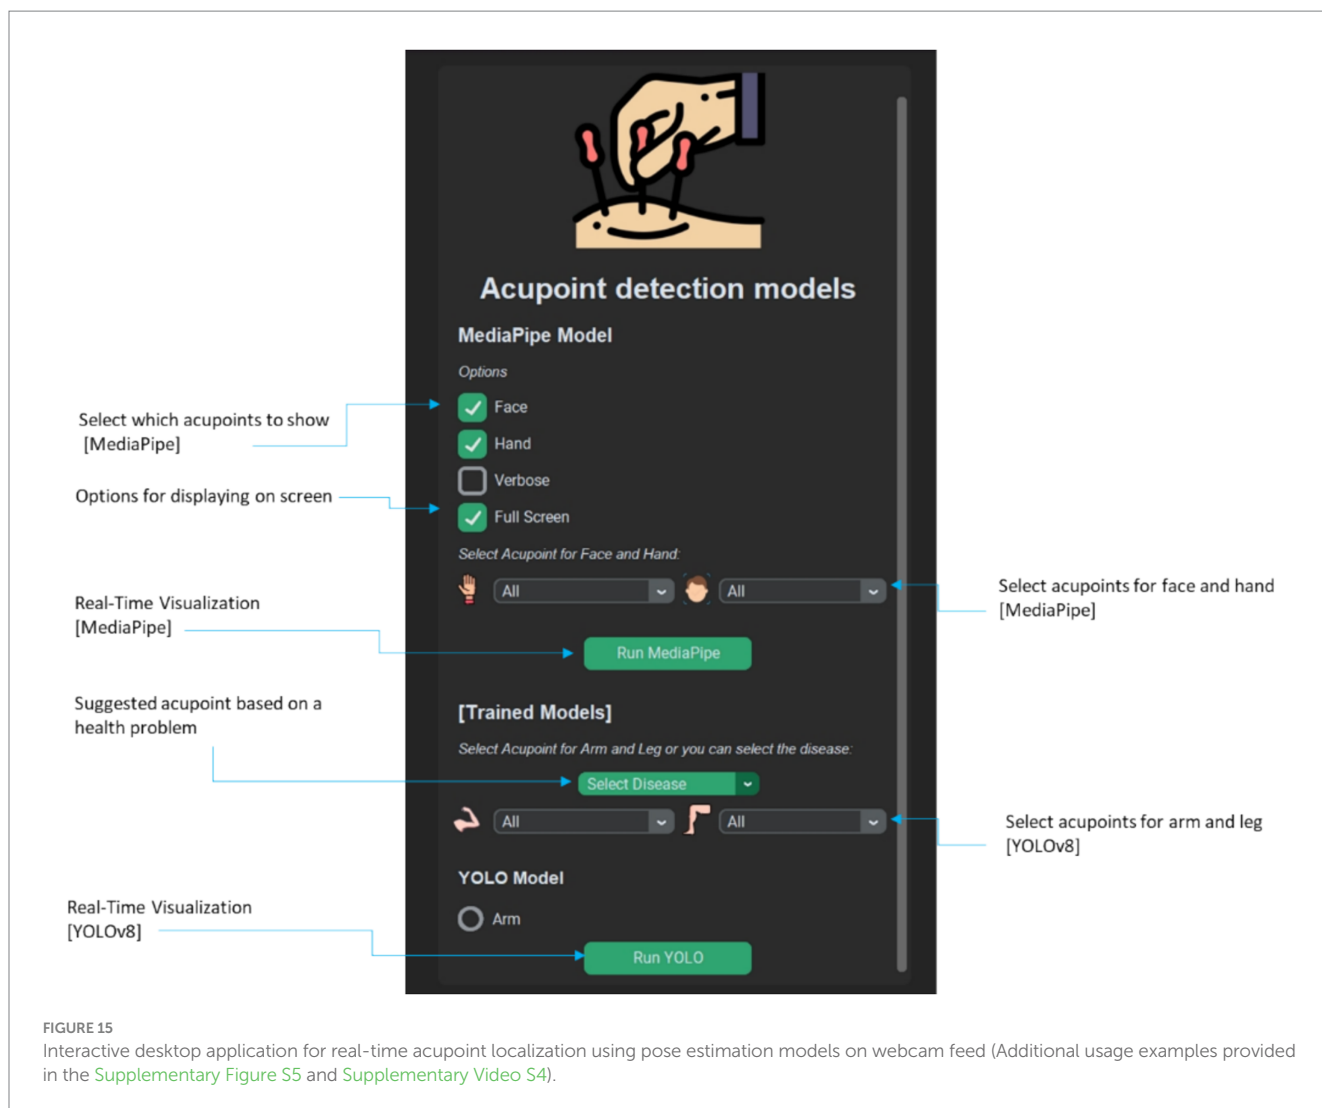 Acupoint detection models
MediaPipe Model
Options
Face
Hand
Verbose
Full Screen
Select Acupoint for Face and Hand:
All
All
Run MediaPipe
[Trained Models]
Select Acupoint for Arm and Leg or you can select the disease:
Select Disease
All
All
YOLO Model
Arm
Run YOLO
Select which acupoints to show
[MediaPipe]
Options for displaying on screen
Real-Time Visualization
[MediaPipe]
Suggested acupoint based on a
health problem
Real-Time Visualization
[YOLOv8]
Select acupoints for face and hand
[MediaPipe]
Select acupoints for arm and leg
[YOLOv8]
FIGURE 15
Interactive desktop application for real-time acupoint localization using pose estimation models on webcam feed (Additional usage examples provided
in the Supplementary Figure S5 and Supplementary Video S4).